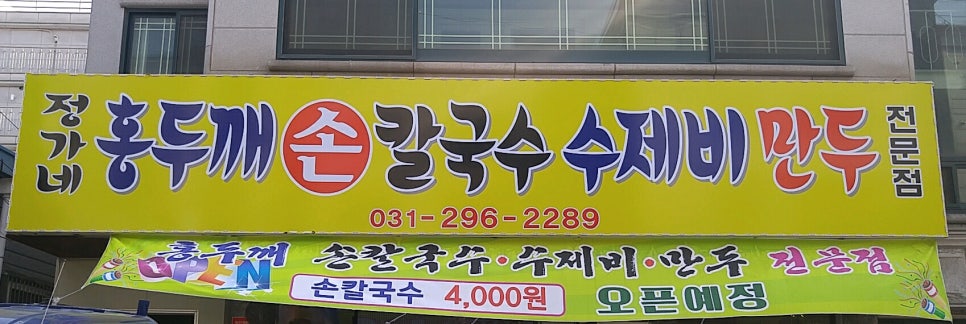 정가네 홍두깨 손 칼국수 수제비 만두 전문점
031-296-2289
홍두깨 손칼국수·수제비·만두 전문점
OPEN
손칼국수 4,000원 오픈예정